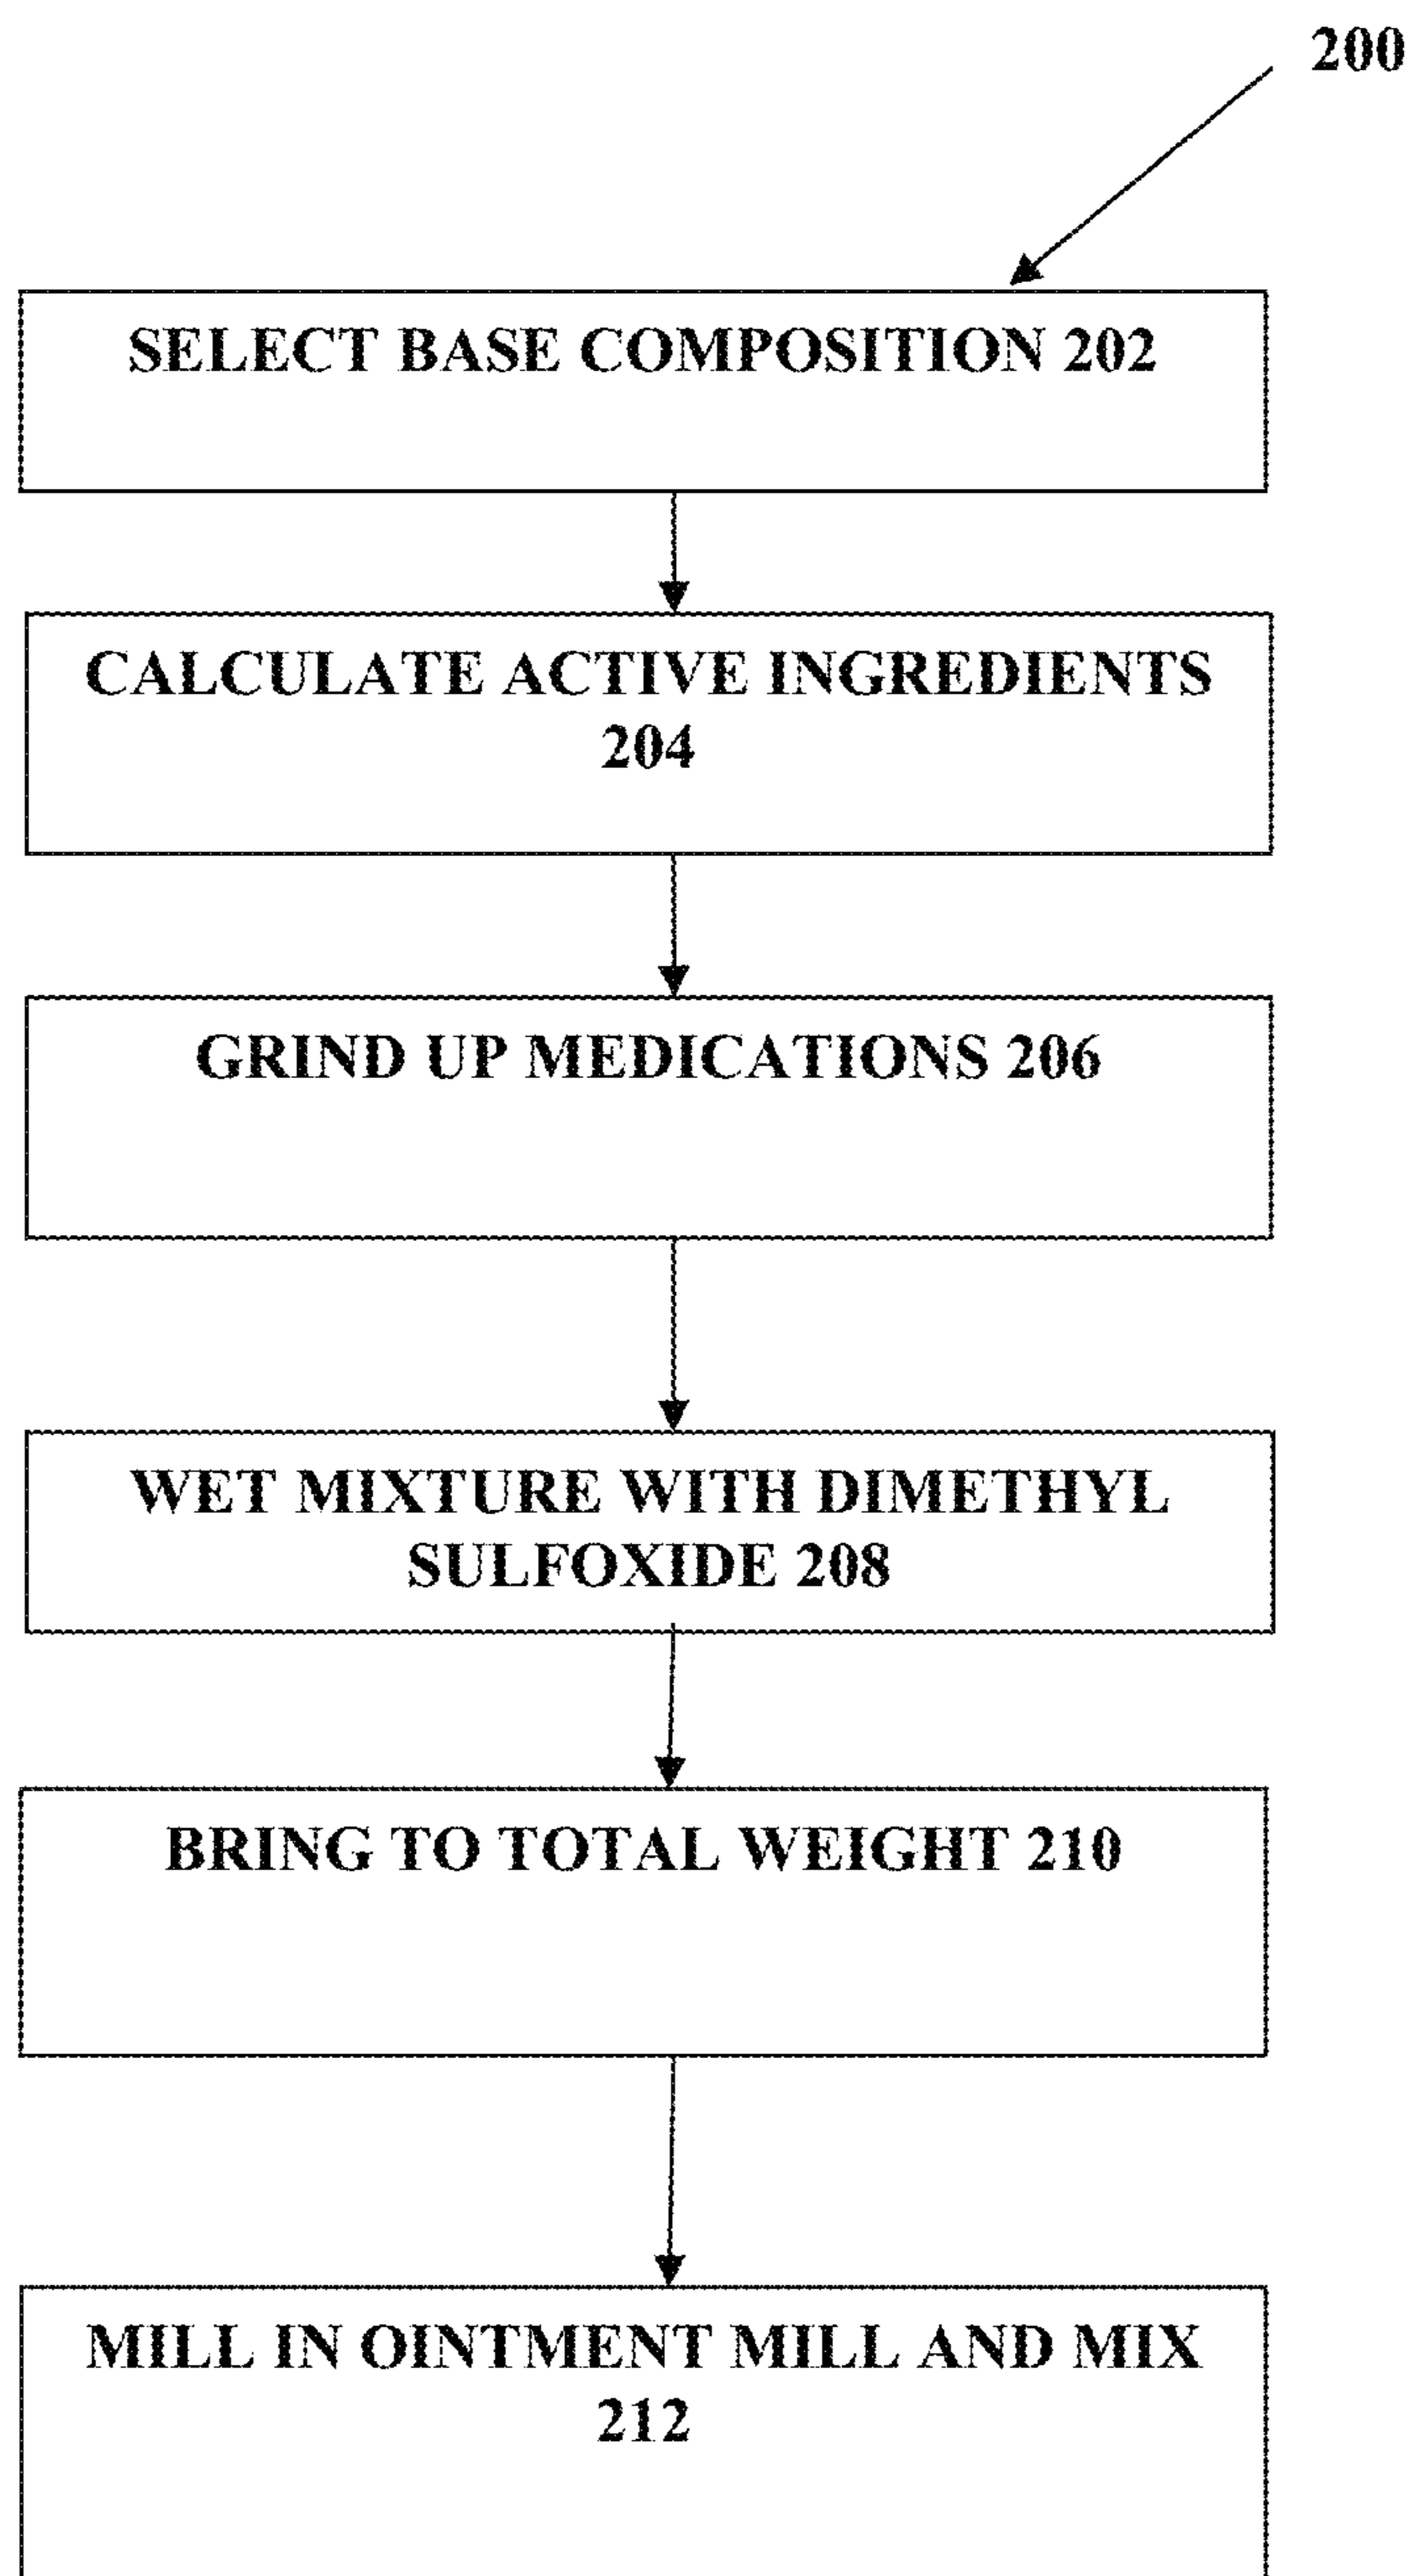 200
SELECT BASE COMPOSITION 202
CALCULATE ACTIVE INGREDIENTS
204
GRIND UP MEDICATIONS 206
WET MIXTURE WITH DIMETHYL
SULFOXIDE 208
BRING TO TOTAL WEIGHT 210
MILL IN OINTMENT MILL AND MIX
212